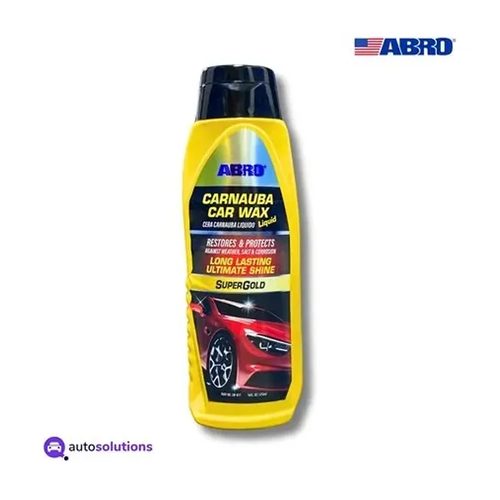 ABRO
ABRO
CARNAUBA
CAR WAX
CERA CARNAUBA LIQUIDO Liquid
RESTORES & PROTECTS
AGAINST WEATHER, SALT & CORROSION
LONG LASTING
ULTIMATE SHINE
SUPERGOLD
autosolutions